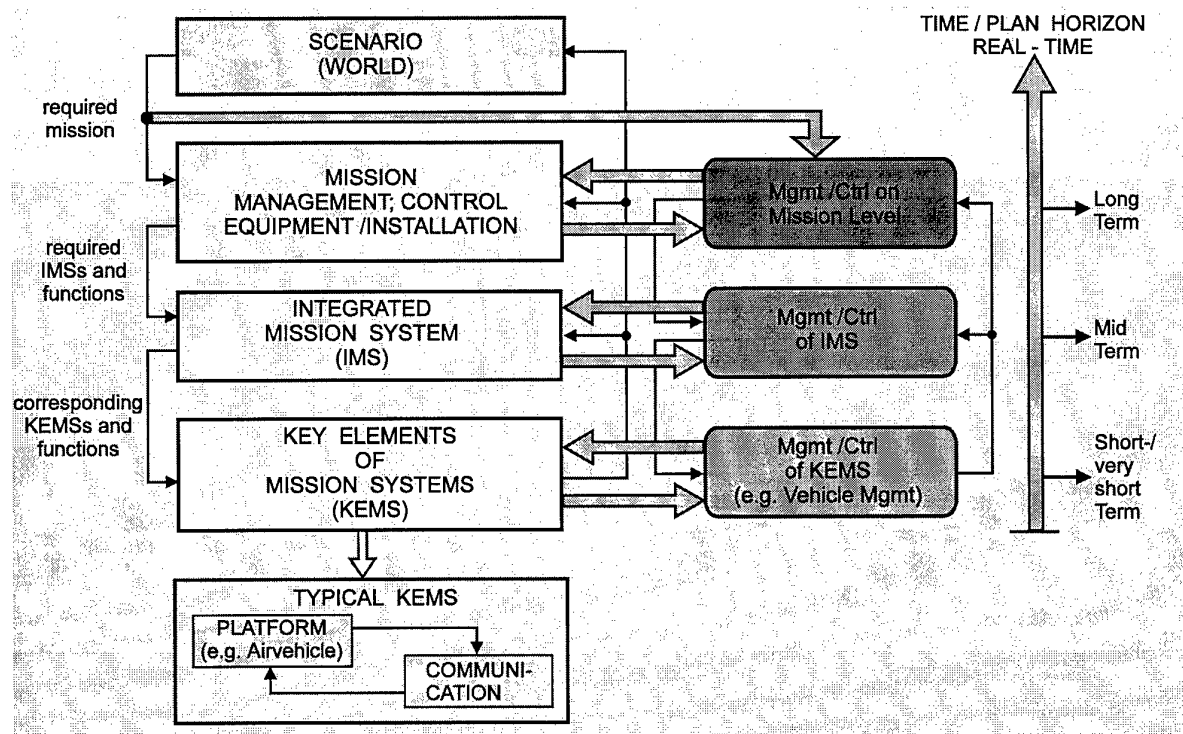 SCENARIO
(WORLD)
TIME / PLAN HORIZON
REAL - TIME
required
mission
MISSION
MANAGEMENT; CONTROL
EQUIPMENT /INSTALLATION
Mgmt /Ctrl on
Mission Level
Long
Term
required
IMSs and
functions
INTEGRATED
MISSION SYSTEM
(IMS)
Mgmt /Ctrl
of IMS
Mid
Term
corresponding
KEMSs and
functions
KEY ELEMENTS
OF
MISSION SYSTEMS
(KEMS)
Mgmt /Ctrl
of KEMS
(e.g. Vehicle Mgmt)
Short-/
very
short
Term
TYPICAL KEMS
PLATFORM
(e.g. Airvehicle)
COMMUNI-
CATION